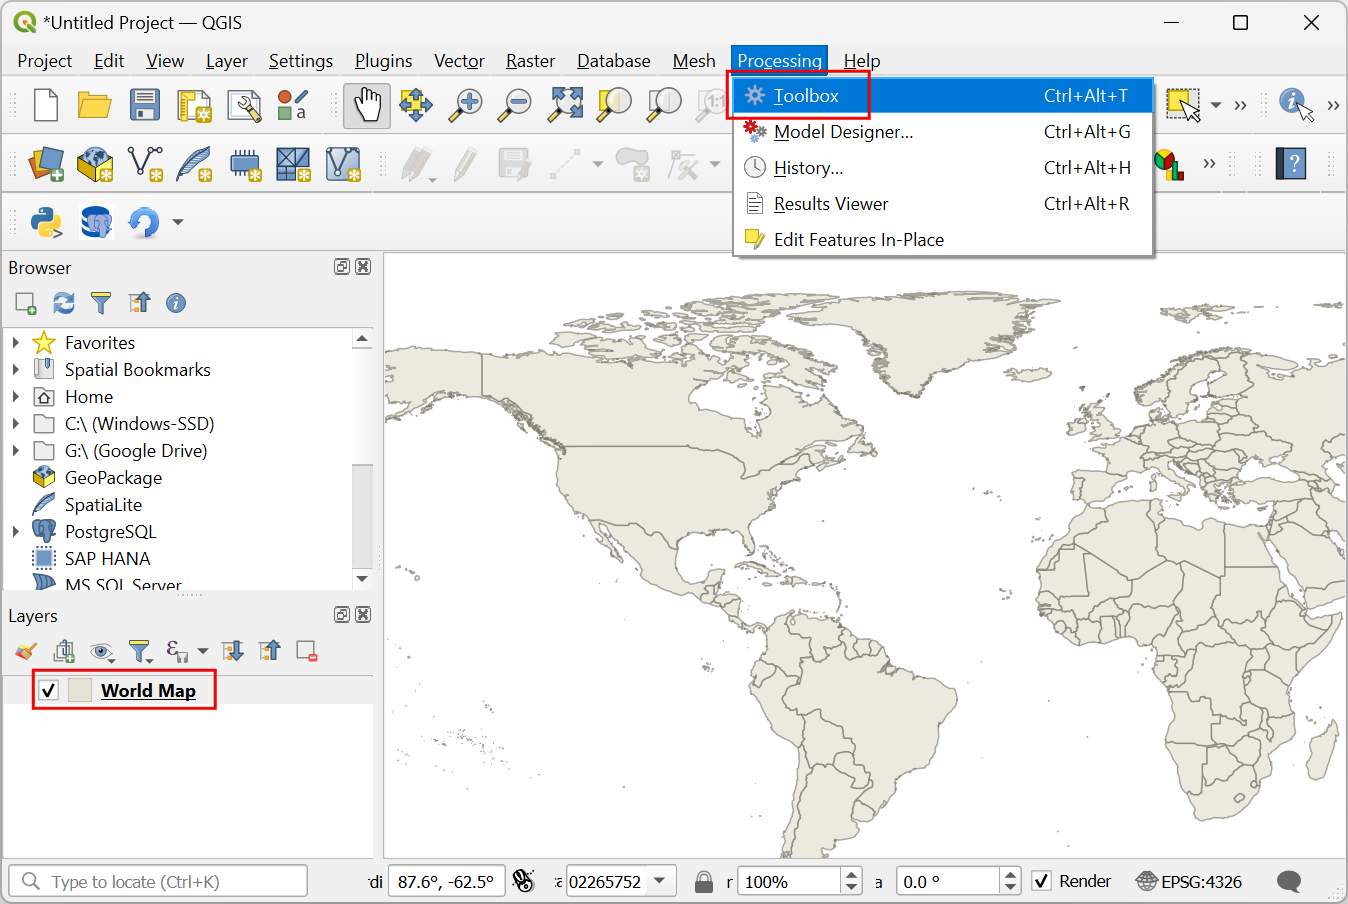 *Untitled Project — QGIS
Project Edit View Layer Settings Plugins Vector Raster Database Mesh Processing Help
Toolbox Ctrl+Alt+T
Model Designer... Ctrl+Alt+G
History... Ctrl+Alt+H
Results Viewer Ctrl+Alt+R
Edit Features In-Place
Browser
Favorites
Spatial Bookmarks
Home
C:\ (Windows-SSD)
G:\ (Google Drive)
GeoPackage
SpatiaLite
PostgreSQL
SAP HANA
MS SQL Server
Layers
World Map
Type to locate (Ctrl+K) 87.6°, -62.5° 02265752 r 100% a 0.0 ° Render EPSG:4326